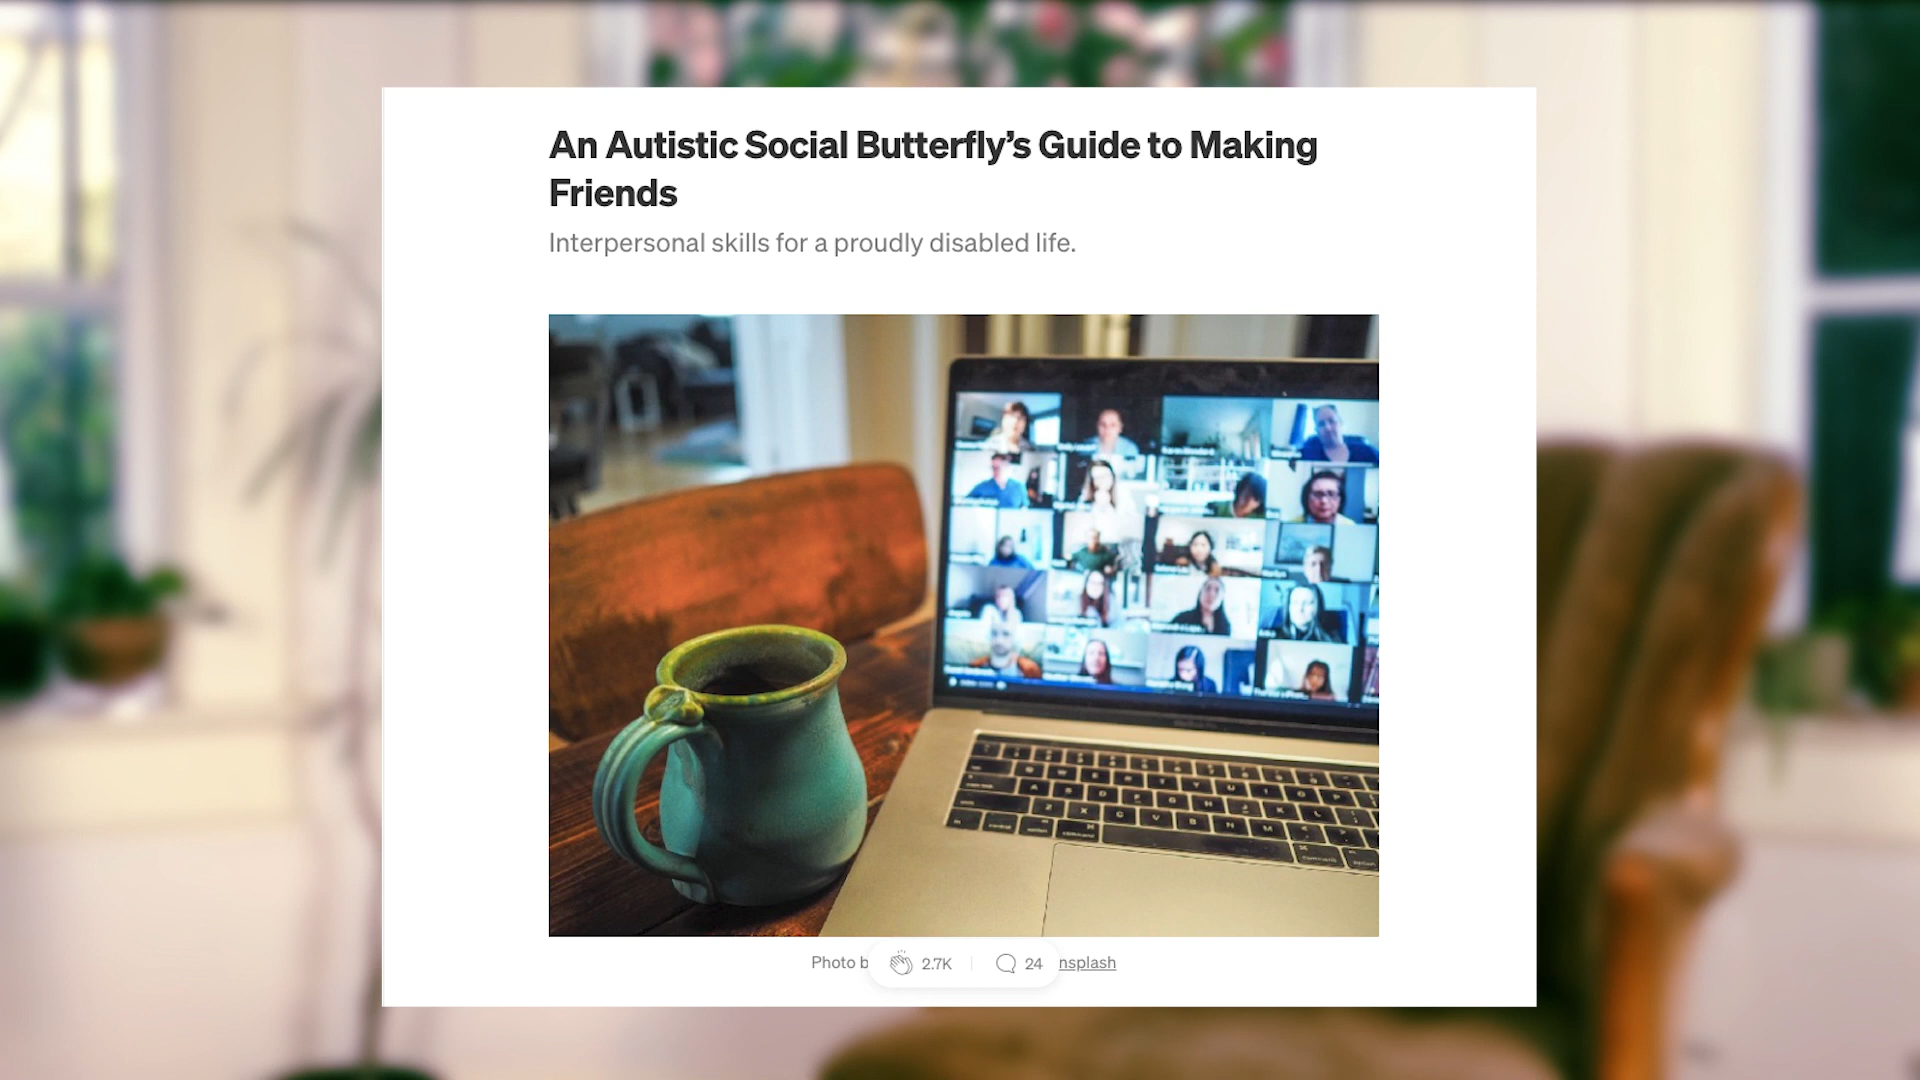 An Autistic Social Butterfly’s Guide to Making
Friends
Interpersonal skills for a proudly disabled life.
Photo b
2.7K
24
nsplash